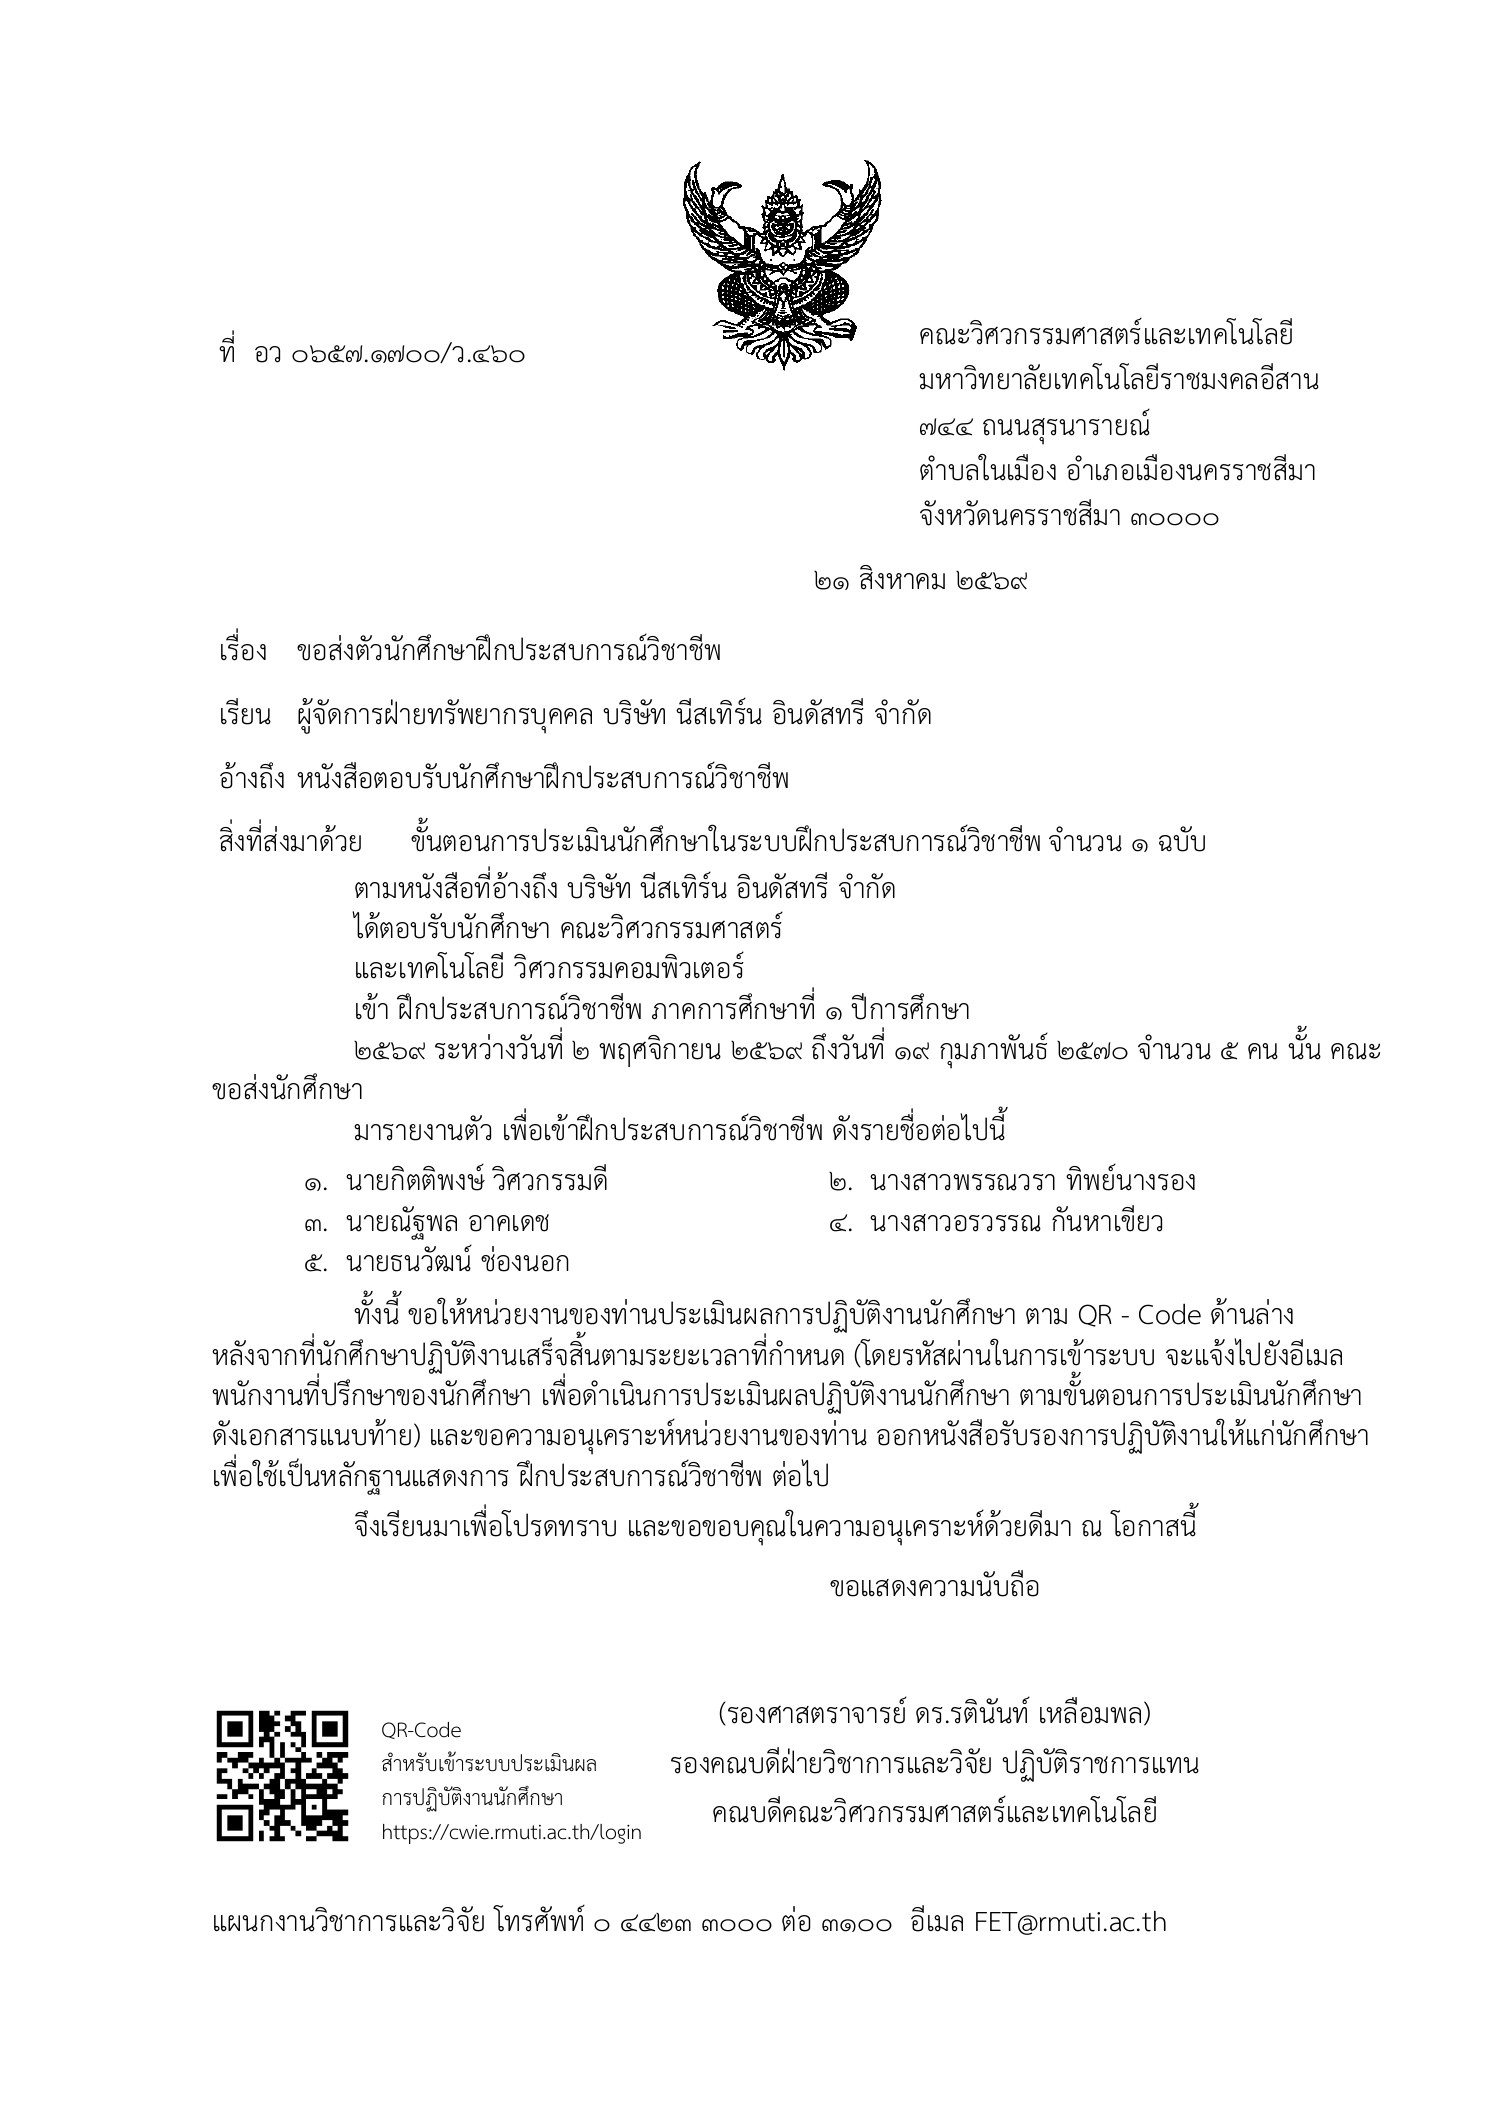 ที่ อว ๐๖๕๗.๑๗๐๐/ว.๔๖๐
คณะวิศวกรรมศาสตร์และเทคโนโลยี
มหาวิทยาลัยเทคโนโลยีราชมงคลอีสาน
๗๔๔ ถนนสุรนารายณ์
ตำบลในเมือง อำเภอเมืองนครราชสีมา
จังหวัดนครราชสีมา ๓๐๐๐๐
๒๑ สิงหาคม ๒๕๖๙
เรื่อง ขอส่งตัวนักศึกษาฝึกประสบการณ์วิชาชีพ
เรียน ผู้จัดการฝ่ายทรัพยากรบุคคล บริษัท นีสเทิร์น อินดัสทรี จำกัด
อ้างถึง หนังสือตอบรับนักศึกษาฝึกประสบการณ์วิชาชีพ
สิ่งที่ส่งมาด้วย ขั้นตอนการประเมินนักศึกษาในระบบฝึกประสบการณ์วิชาชีพ จำนวน ๑ ฉบับ
ตามหนังสือที่อ้างถึง บริษัท นีสเทิร์น อินดัสทรี จำกัด
ได้ตอบรับนักศึกษา คณะวิศวกรรมศาสตร์
และเทคโนโลยี วิศวกรรมคอมพิวเตอร์
เข้า ฝึกประสบการณ์วิชาชีพ ภาคการศึกษาที่ ๑ ปีการศึกษา
๒๕๖๙ ระหว่างวันที่ ๒ พฤศจิกายน ๒๕๖๙ ถึงวันที่ ๑๙ กุมภาพันธ์ ๒๕๗๐ จำนวน ๕ คน นั้น คณะ
ขอส่งนักศึกษา
มารายงานตัว เพื่อเข้าฝึกประสบการณ์วิชาชีพ ดังรายชื่อต่อไปนี้
๑. นายกิตติพงษ์ วิศวกรรมดี ๒. นางสาวพรรณวรา ทิพย์นางรอง
๓. นายณัฐพล อาคเดช ๔. นางสาวอรวรรณ กันหาเขียว
๕. นายธนวัฒน์ ช่องนอก
ทั้งนี้ ขอให้หน่วยงานของท่านประเมินผลการปฏิบัติงานนักศึกษา ตาม QR - Code ด้านล่าง
หลังจากที่นักศึกษาปฏิบัติงานเสร็จสิ้นตามระยะเวลาที่กำหนด (โดยรหัสผ่านในการเข้าระบบ จะแจ้งไปยังอีเมล
พนักงานที่ปรึกษาของนักศึกษา เพื่อดำเนินการประเมินผลปฏิบัติงานนักศึกษา ตามขั้นตอนการประเมินนักศึกษา
ดังเอกสารแนบท้าย) และขอความอนุเคราะห์หน่วยงานของท่าน ออกหนังสือรับรองการปฏิบัติงานให้แก่นักศึกษา
เพื่อใช้เป็นหลักฐานแสดงการ ฝึกประสบการณ์วิชาชีพ ต่อไป
จึงเรียนมาเพื่อโปรดทราบ และขอขอบคุณในความอนุเคราะห์ด้วยดีมา ณ โอกาสนี้
ขอแสดงความนับถือ
(รองศาสตราจารย์ ดร.รตินันท์ เหลือมพล)
รองคณบดีฝ่ายวิชาการและวิจัย ปฏิบัติราชการแทน
คณบดีคณะวิศวกรรมศาสตร์และเทคโนโลยี
QR-Code
สำหรับเข้าระบบประเมินผล
การปฏิบัติงานนักศึกษา
https://cwie.rmuti.ac.th/login
แผนกงานวิชาการและวิจัย โทรศัพท์ ๐ ๔๔๒๓ ๓๐๐๐ ต่อ ๓๑๐๐ อีเมล FET@rmuti.ac.th